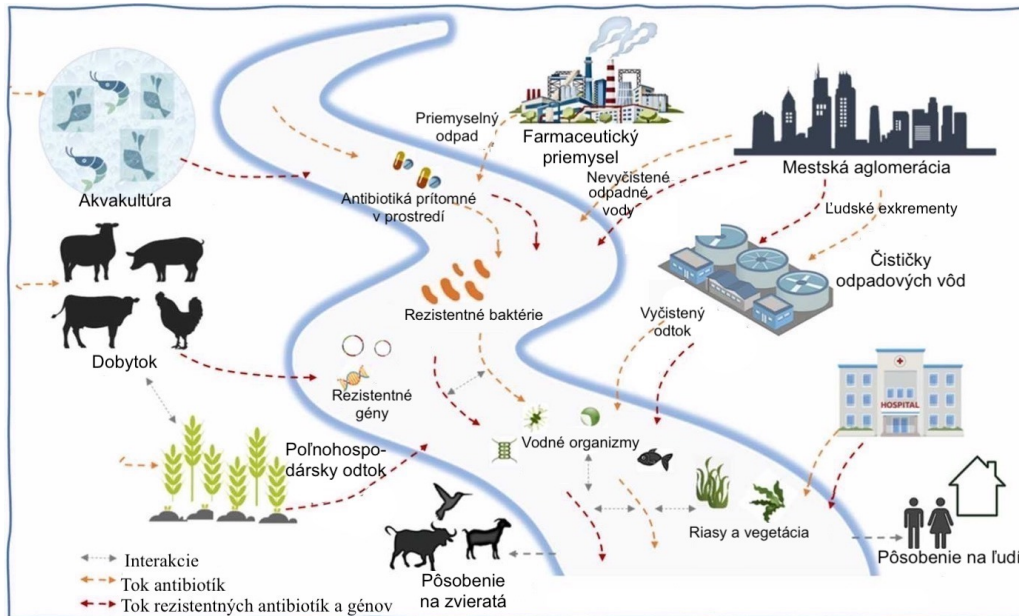 Priemyselný
odpad
Farmaceutický
priemysel
Mestská aglomerácia
Akvakultúra
Antibiotiká prítomné
v prostredí
Nevyčistené
odpadné
vody
Ľudské exkrementy
Čističky
odpadových vôd
Rezistentné baktérie
Vyčistený
odtok
Dobytok
Rezistentné
gény
HOSPITAL
Vodné organizmy
Poľnohospo-
dársky odtok
Riasy a vegetácia
Pôsobenie na ľudí
Pôsobenie
na zvieratá
Interakcie
Tok antibiotík
Tok rezistentných antibiotík a génov